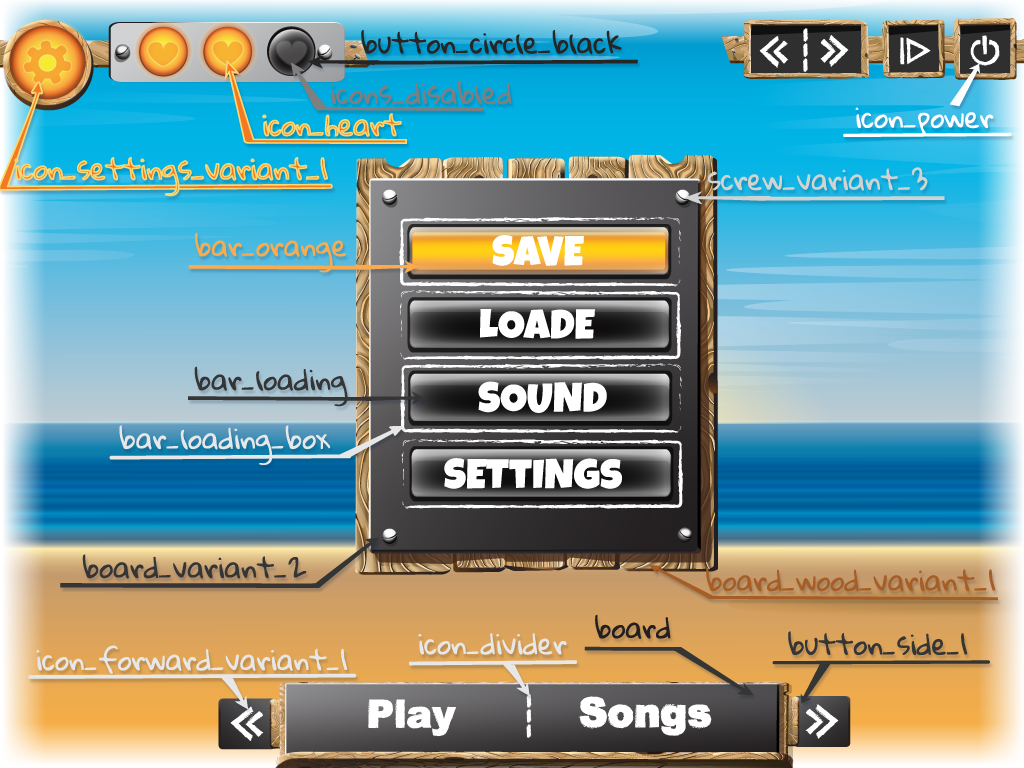 button_circle_black
icons_disabled
icon_heart
icon_power
icon_settings_variant_1
screw_variant_3
bar_orange
SAVE
LOADE
bar_loading
SOUND
bar_loading_box
SETTINGS
board_variant_2
board_wood_variant_1
board
icon_divider
button_side_1
icon_forward_variant_1
Play
Songs